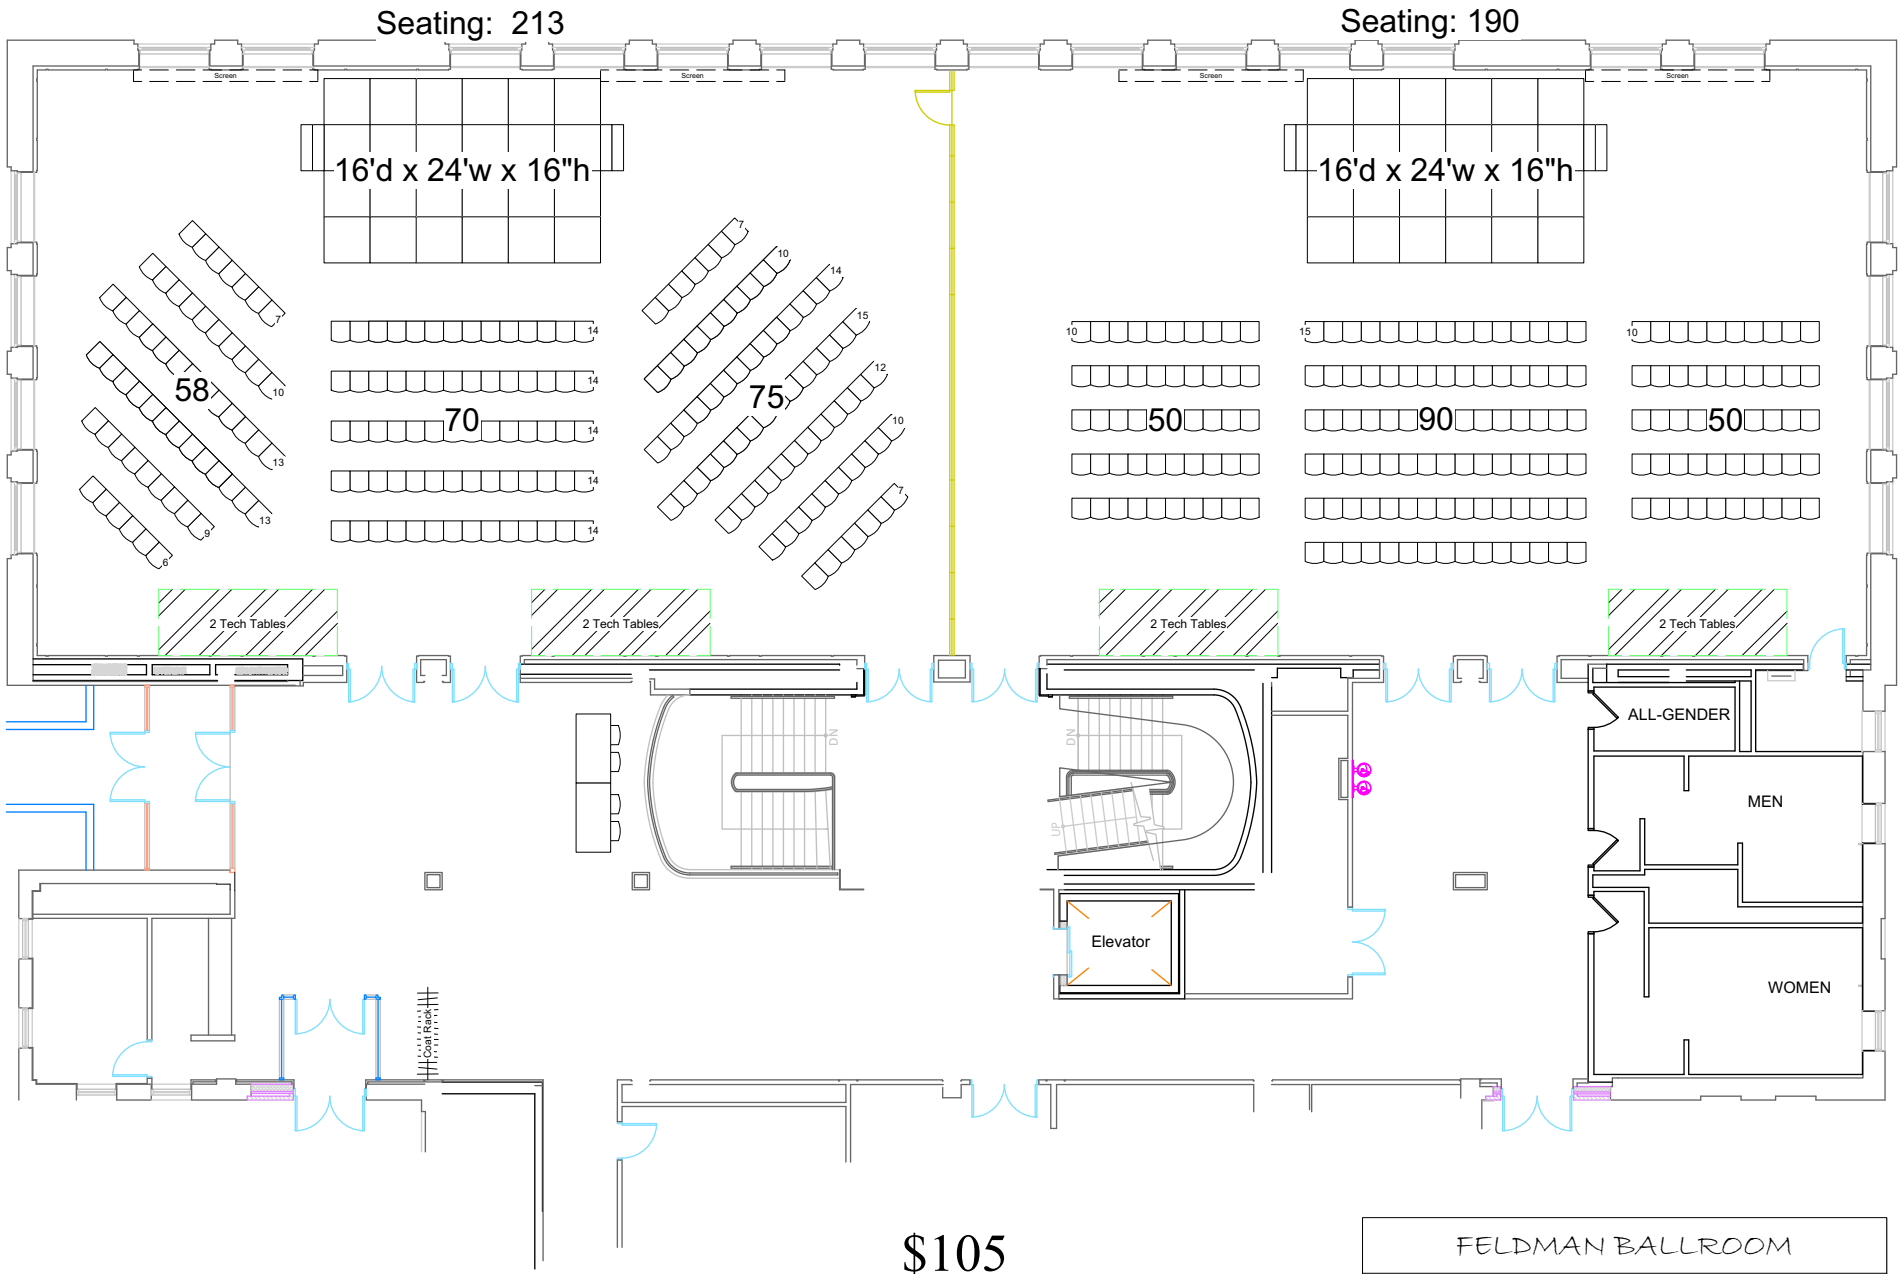 Seating:  213
Seating: 190
Screen
Screen
Screen
Screen
16'd x 24'w x 16"h
16'd x 24'w x 16"h
7
7
10
14
15
12
10
7
10
13
13
9
6
14
14
14
14
14
10
15
10
58
70
75
50
90
50
2 Tech Tables
2 Tech Tables
2 Tech Tables
2 Tech Tables
DN
DN
UP
ALL-GENDER
MEN
Elevator
WOMEN
Coat Rack
$105
FELDMAN BALLROOM